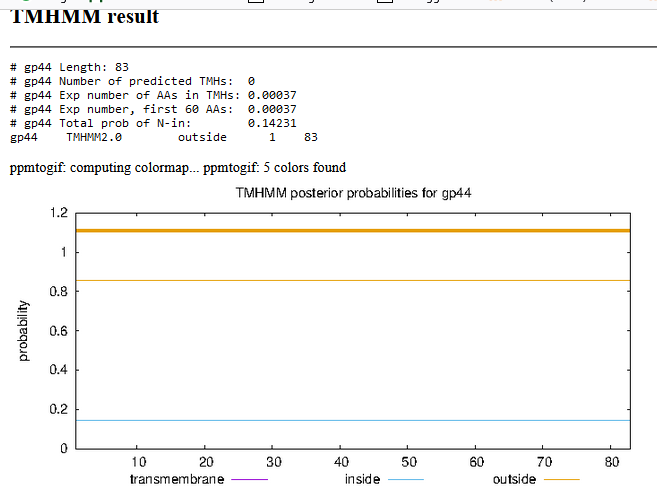 TMHMM result
# gp44 Length: 83
# gp44 Number of predicted TMHs:  0
# gp44 Exp number of AAs in TMHs: 0.00037
# gp44 Exp number, first 60 AAs:  0.00037
# gp44 Total prob of N-in:        0.14231
gp44    TMHMM2.0        outside      1    83
ppmtogif: computing colormap... ppmtogif: 5 colors found
TMHMM posterior probabilities for gp44
1.2
1
0.8
0.6
0.4
0.2
0
probability
10 20 30 40 50 60 70 80
transmembrane inside outside